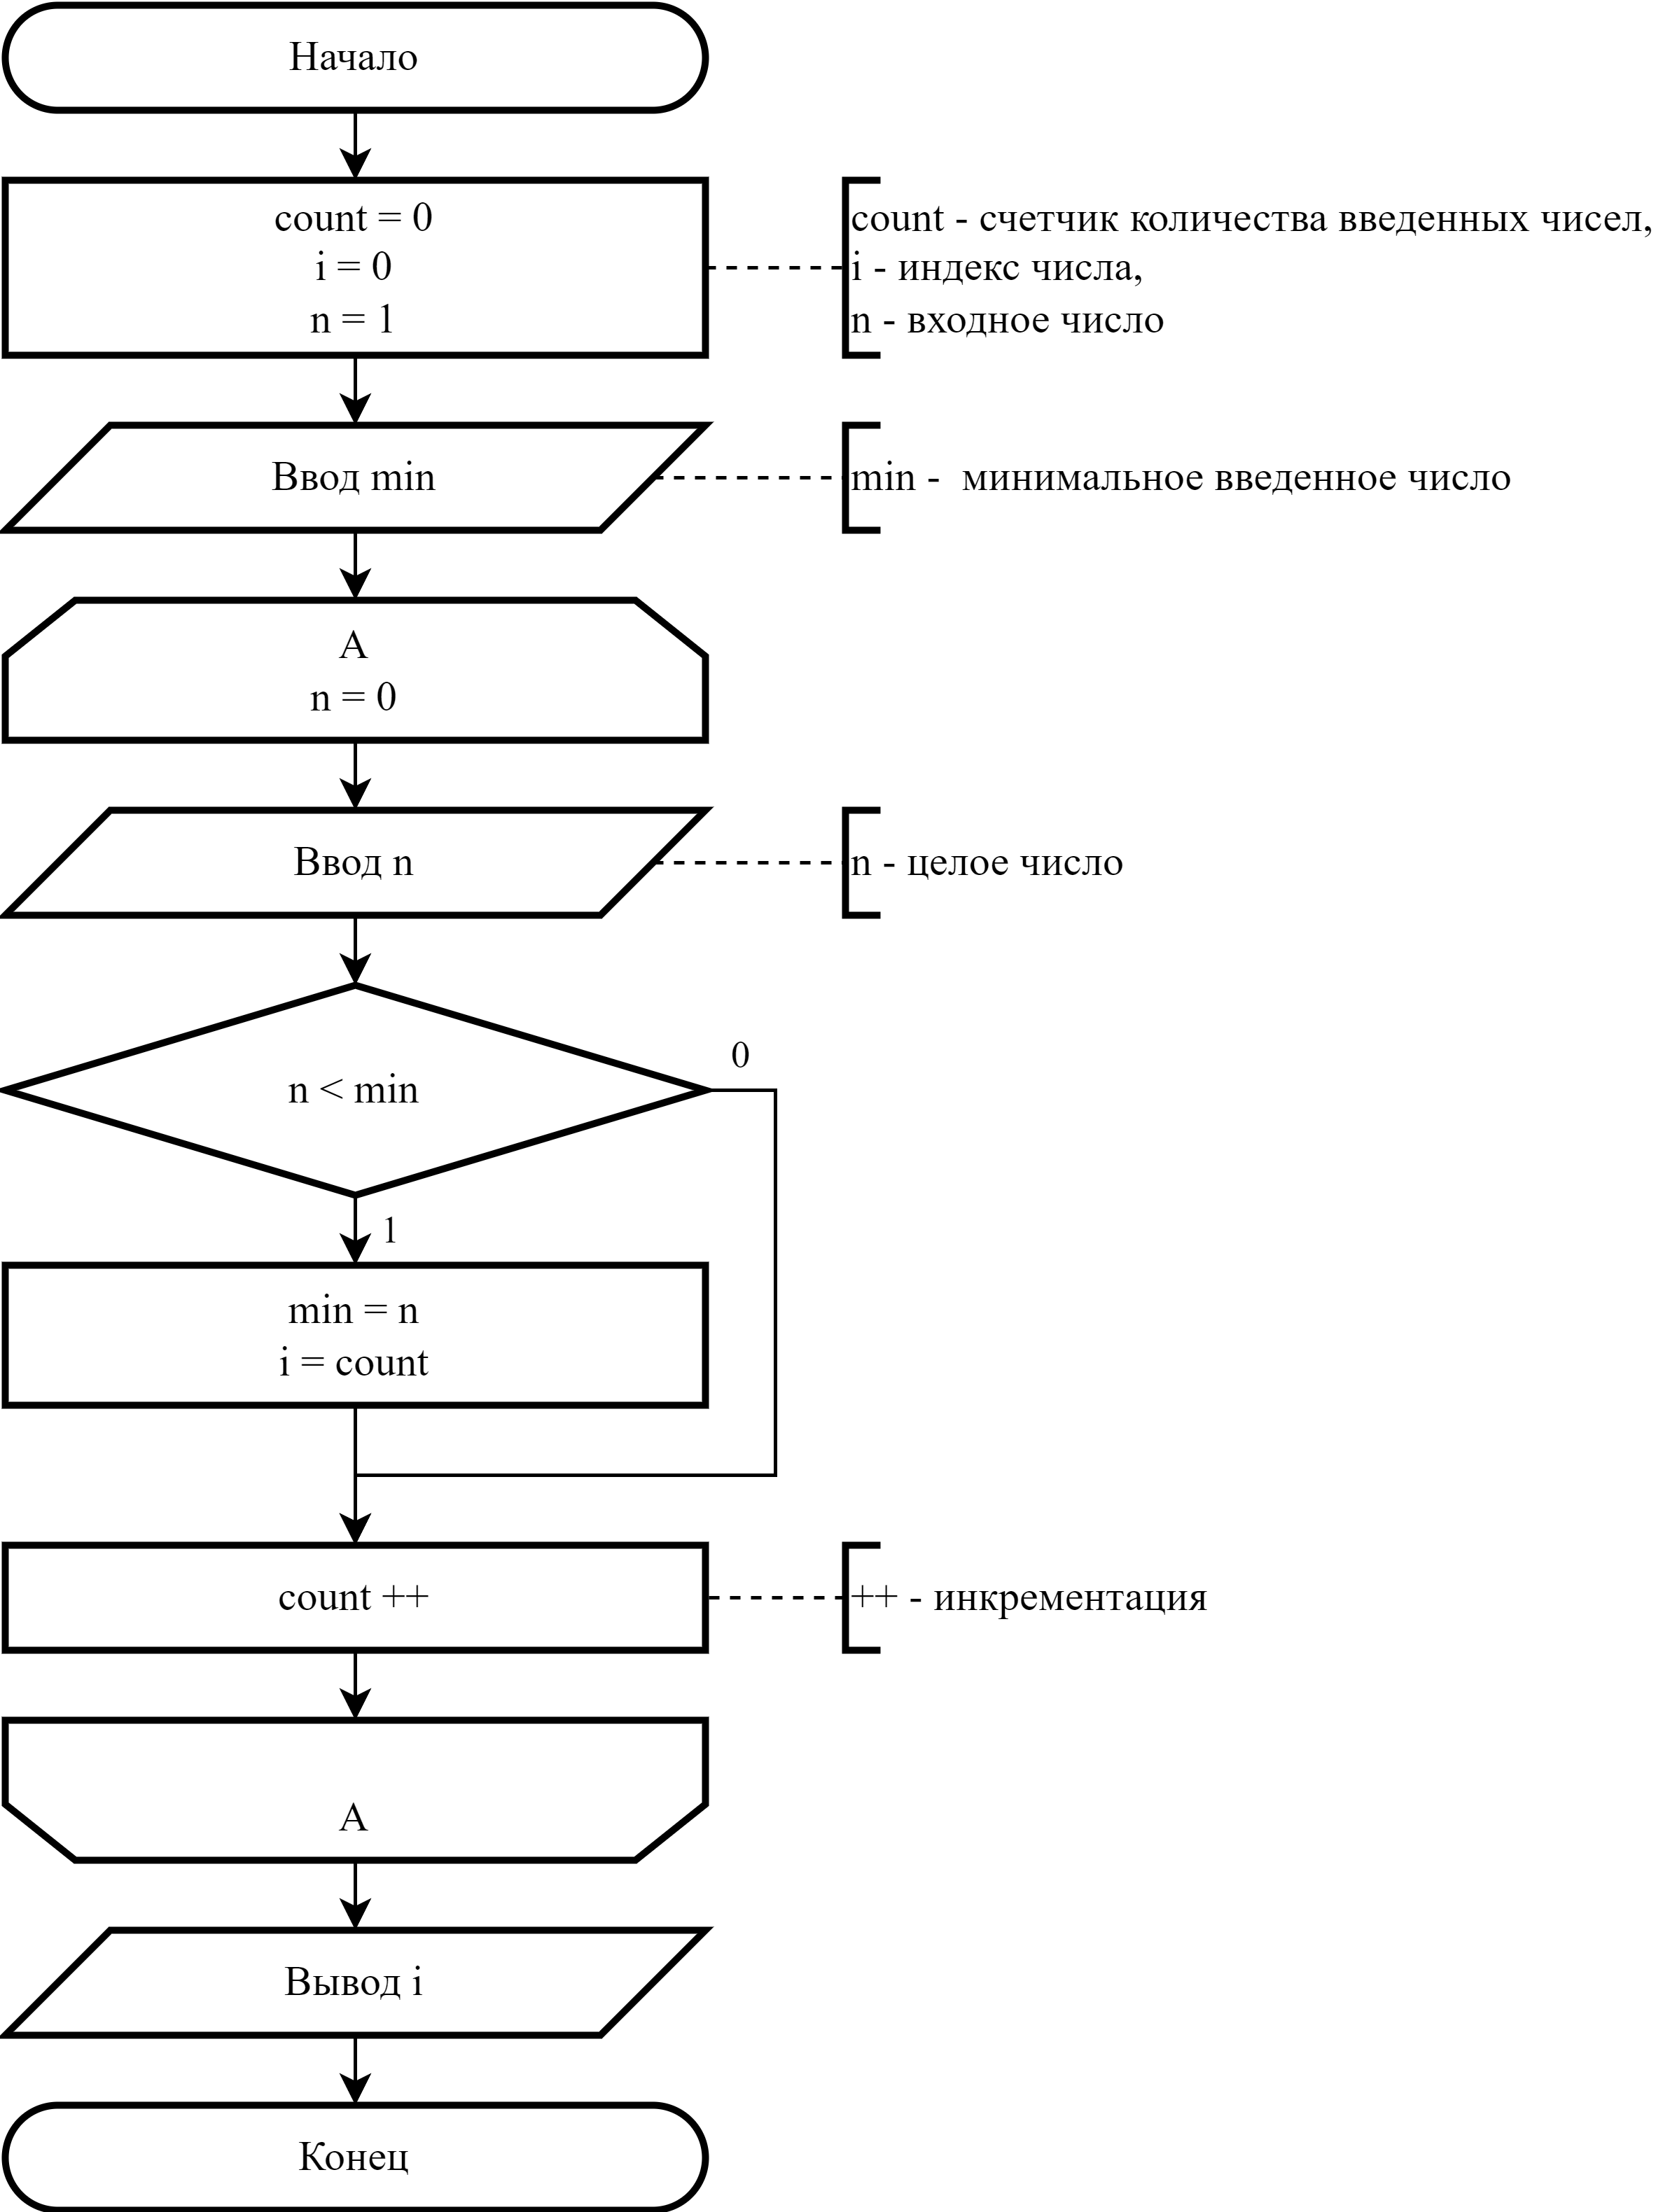 Начало
count = 0
i = 0
n = 1
count - счетчик количества введенных чисел,
i - индекс числа,
n - входное число
Ввод min
min - минимальное введенное число
A
n = 0
Ввод n
n - целое число
n < min
0
1
min = n
i = count
count ++
++ - инкрементация
A
Вывод i
Конец